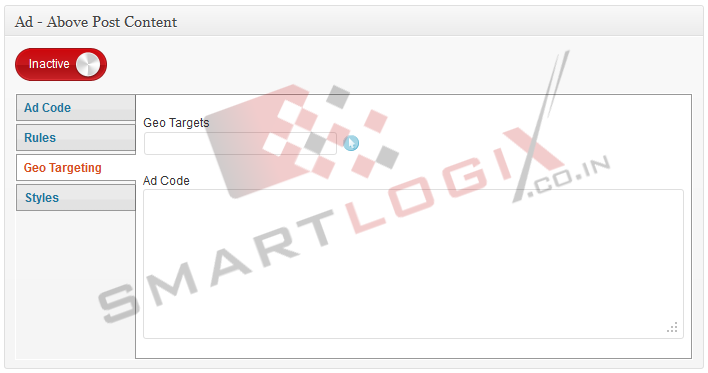 Ad - Above Post Content
Inactive
Ad Code
Rules
Geo Targeting
Styles
Geo Targets
Ad Code
SMARTLOGIX
.CO.IN